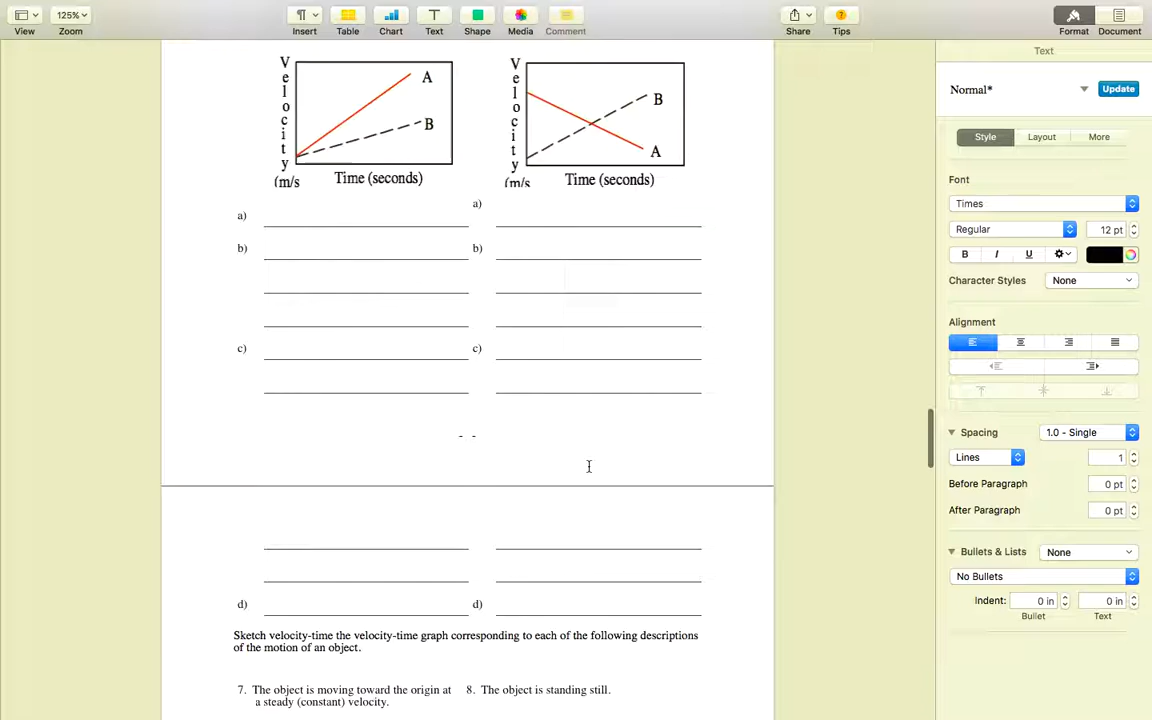 View
125%
Zoom
Insert
Table
Chart
Text
Shape
Media
Comment
Share
Tips
Format
Document
Velocity
(m/s
A
B
Time (seconds)
Velocity
(m/s
B
A
Time (seconds)
a)
a)
b)
b)
c)
c)
- -
d)
d)
Sketch velocity-time the velocity-time graph corresponding to each of the following descriptions
of the motion of an object.
7. The object is moving toward the origin at
a steady (constant) velocity.
8. The object is standing still.
Text
Normal*
Update
Style
Layout
More
Font
Times
Regular
12 pt
B
I
U
Character Styles
None
Alignment
Spacing
1.0 - Single
Lines
1
Before Paragraph
0 pt
After Paragraph
0 pt
Bullets & Lists
None
No Bullets
Indent:
0 in
0 in
Bullet
Text